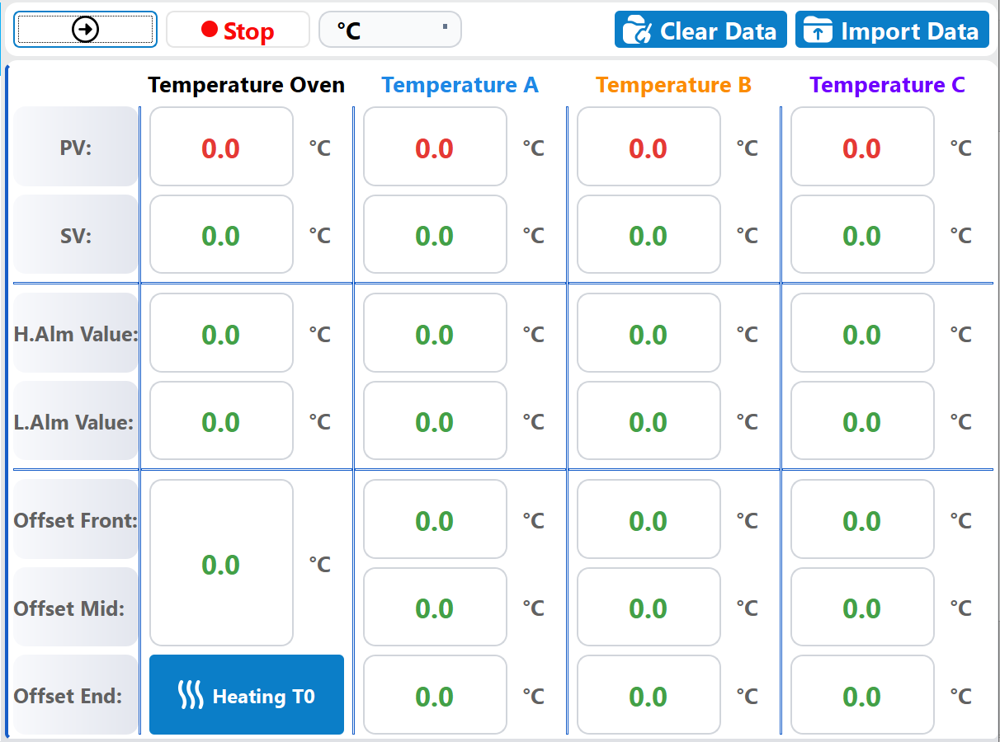 Stop °C Clear Data Import Data
Temperature Oven Temperature A Temperature B Temperature C
PV: 0.0 °C 0.0 °C 0.0 °C 0.0 °C
SV: 0.0 °C 0.0 °C 0.0 °C 0.0 °C
H.Alm Value: 0.0 °C 0.0 °C 0.0 °C 0.0 °C
L.Alm Value: 0.0 °C 0.0 °C 0.0 °C 0.0 °C
Offset Front: 0.0 °C 0.0 °C 0.0 °C
0.0 °C
Offset Mid: 0.0 °C 0.0 °C 0.0 °C
Offset End: Heating T0 0.0 °C 0.0 °C 0.0 °C